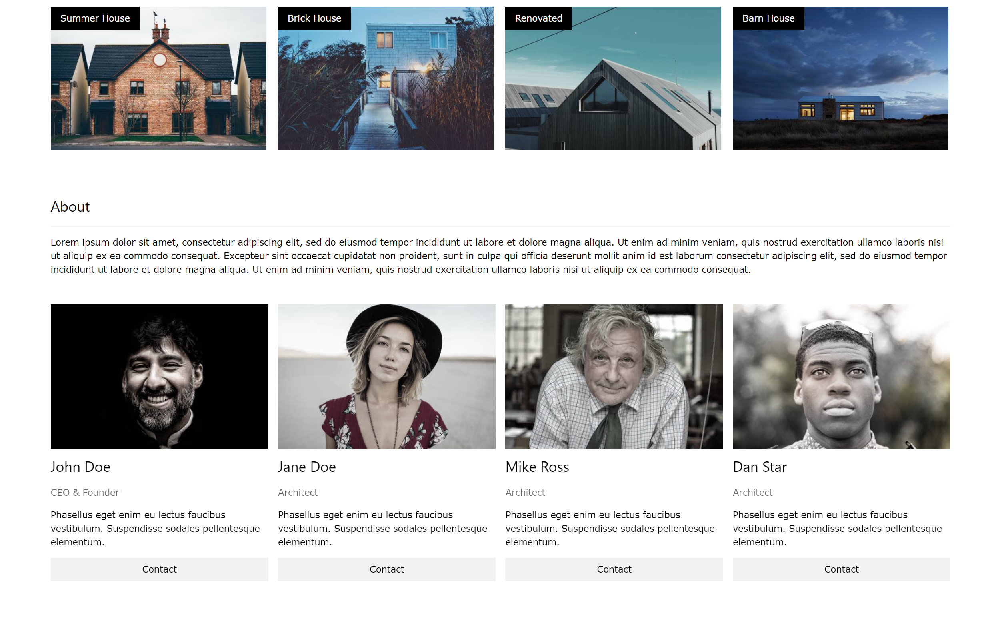 Summer House
Brick House
Renovated
Barn House
About
Lorem ipsum dolor sit amet, consectetur adipiscing elit, sed do eiusmod tempor incididunt ut labore et dolore magna aliqua. Ut enim ad minim veniam, quis nostrud exercitation ullamco laboris nisi
ut aliquip ex ea commodo consequat. Excepteur sint occaecat cupidatat non proident, sunt in culpa qui officia deserunt mollit anim id est laborum consectetur adipiscing elit, sed do eiusmod tempor
incididunt ut labore et dolore magna aliqua. Ut enim ad minim veniam, quis nostrud exercitation ullamco laboris nisi ut aliquip ex ea commodo consequat.
John Doe
CEO & Founder
Phasellus eget enim eu lectus faucibus
vestibulum. Suspendisse sodales pellentesque
elementum.
Contact
Jane Doe
Architect
Phasellus eget enim eu lectus faucibus
vestibulum. Suspendisse sodales pellentesque
elementum.
Contact
Mike Ross
Architect
Phasellus eget enim eu lectus faucibus
vestibulum. Suspendisse sodales pellentesque
elementum.
Contact
Dan Star
Architect
Phasellus eget enim eu lectus faucibus
vestibulum. Suspendisse sodales pellentesque
elementum.
Contact